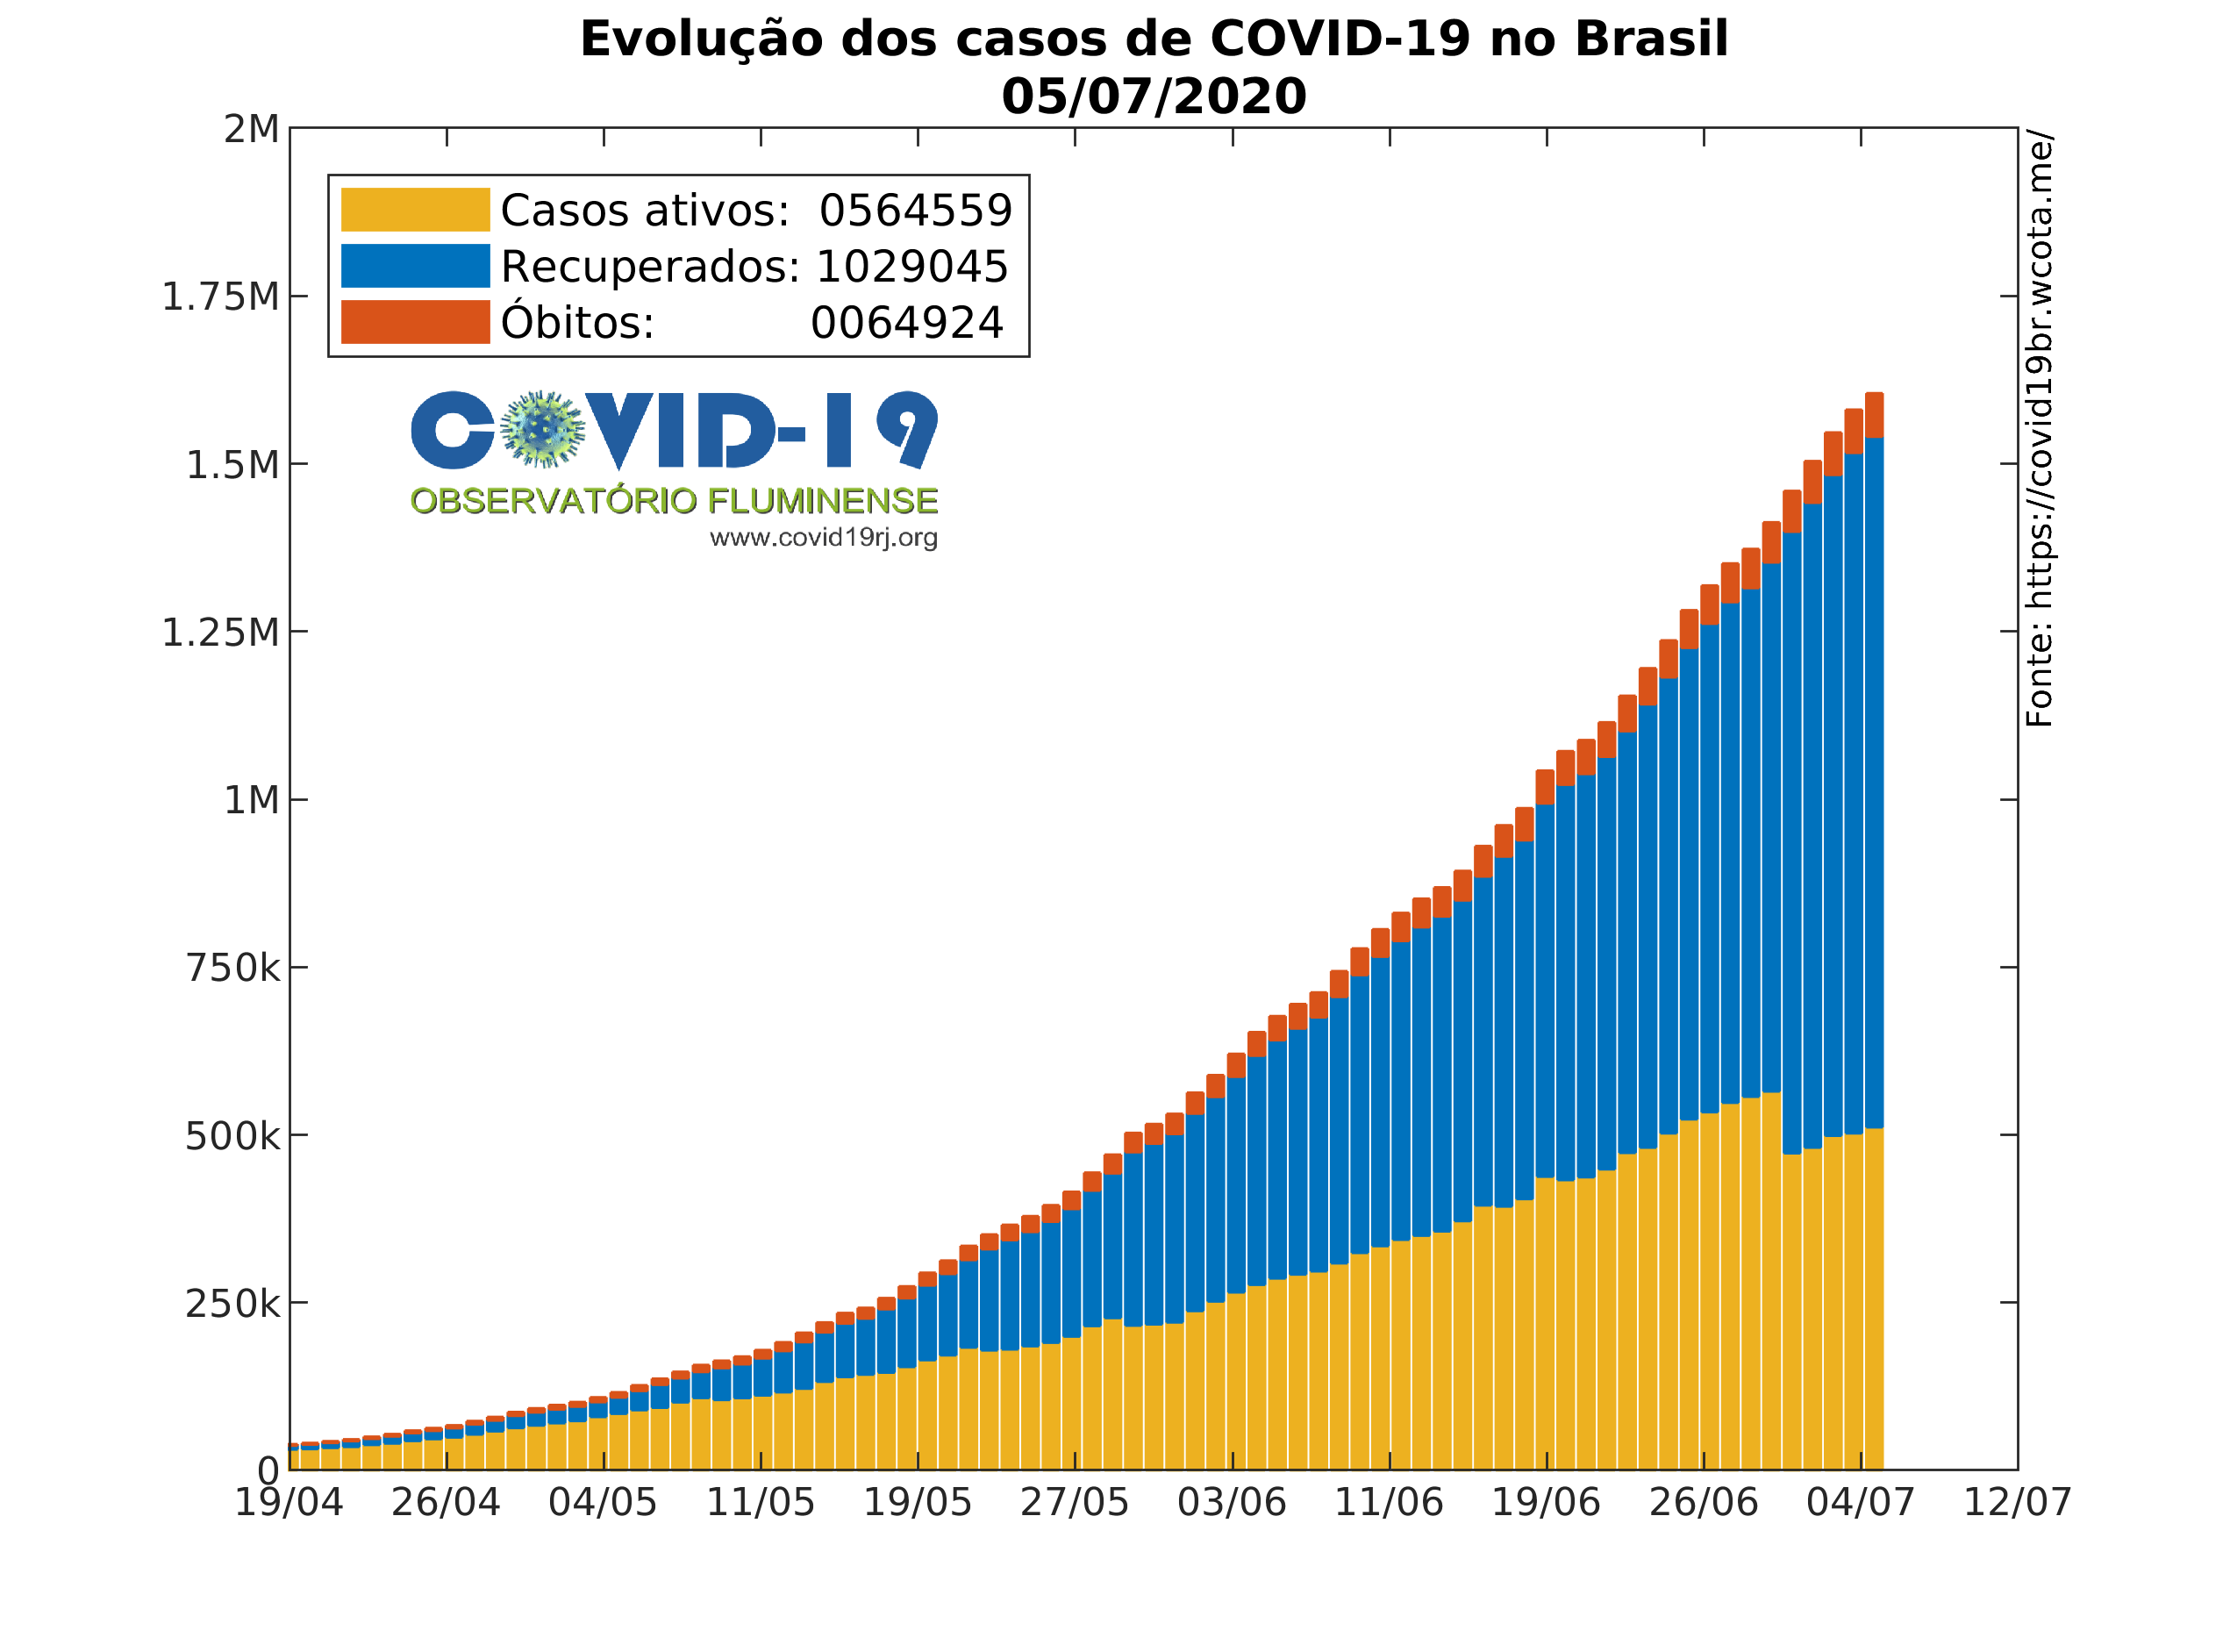 Evolução dos casos de COVID-19 no Brasil
05/07/2020
2M
1.75M
1.5M
1.25M
1M
750k
500k
250k
0
Casos ativos: 0564559
Recuperados: 1029045
Óbitos: 0064924
COVID-19
OBSERVATÓRIO FLUMINENSE
www.covid19rj.org
Fonte: https://covid19br.wcota.me/
19/04 26/04 04/05 11/05 19/05 27/05 03/06 11/06 19/06 26/06 04/07 12/07